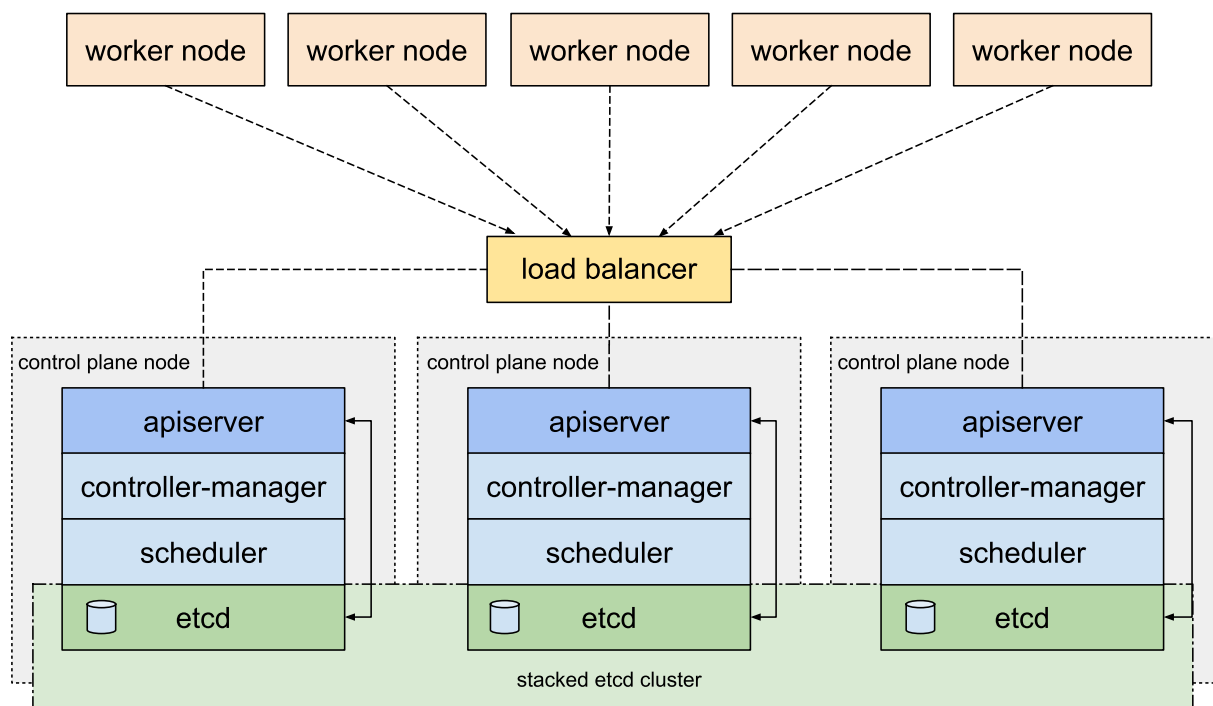 worker node
worker node
worker node
worker node
worker node
load balancer
control plane node
control plane node
control plane node
apiserver
apiserver
apiserver
controller-manager
controller-manager
controller-manager
scheduler
scheduler
scheduler
etcd
etcd
etcd
stacked etcd cluster